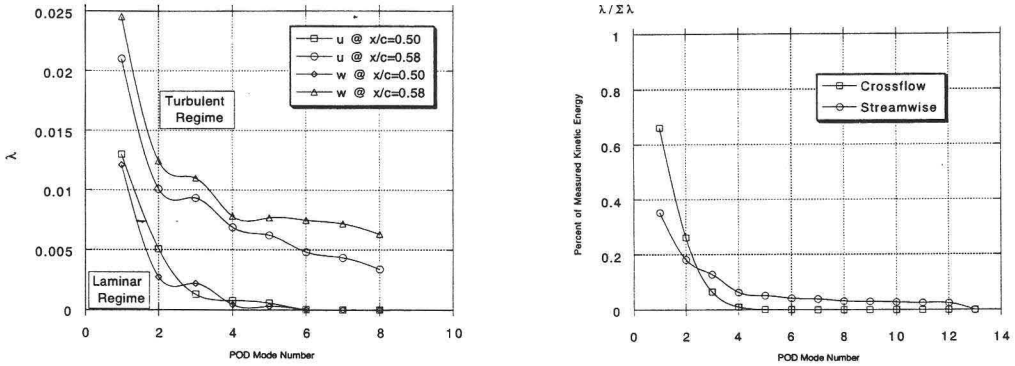 0.025
0.02
0.015
0.01
0.005
0
λ
Turbulent
Regime
Laminar
Regime
u @ x/c=0.50
u @ x/c=0.58
w @ x/c=0.50
w @ x/c=0.58
0 2 4 6 8 10
POD Mode Number
λ/Σλ
1
0.8
0.6
0.4
0.2
0
Percent of Measured Kinetic Energy
Crossflow
Streamwise
0 2 4 6 8 10 12 14
POD Mode Number